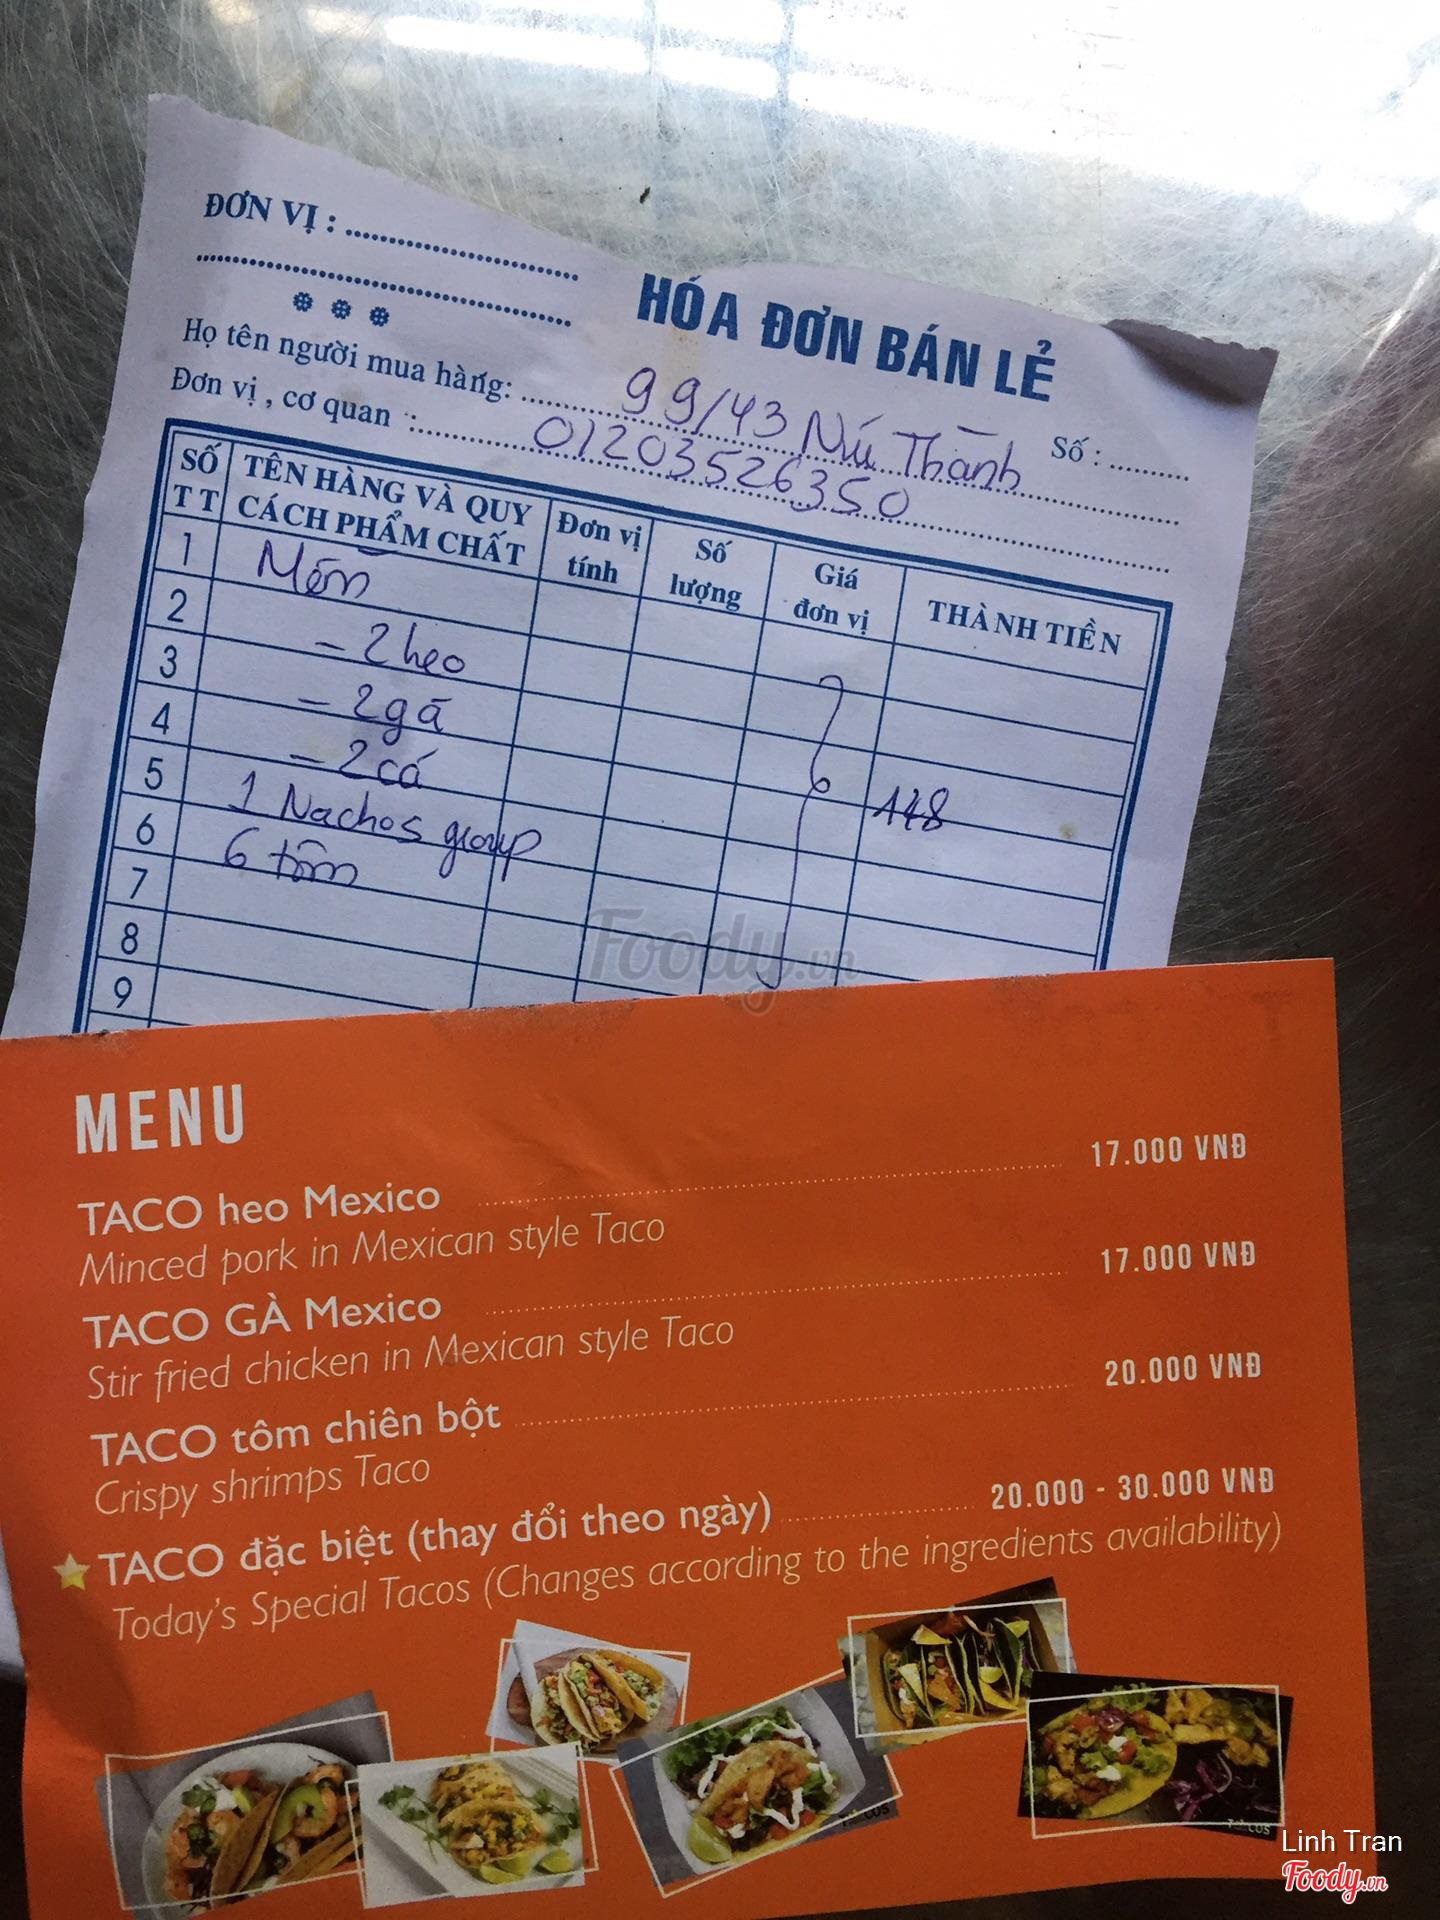 ĐƠN VỊ :
HÓA ĐƠN BÁN LẺ
Họ tên người mua hàng: 99/43 Núi Thành
Số :
Đơn vị , cơ quan : 01203526350
SỐ TT
TÊN HÀNG VÀ QUY CÁCH PHẨM CHẤT
Đơn vị tính
Số lượng
Giá đơn vị
THÀNH TIỀN
1
2
- 2 heo
3
- 2 gà
4
- 2 cá
5
1 Nachos group
148
6
6 tôm
7
8
9
Foody.vn
MENU
TACO heo Mexico 17.000 VNĐ
Minced pork in Mexican style Taco
TACO GÀ Mexico 17.000 VNĐ
Stir fried chicken in Mexican style Taco
TACO tôm chiên bột 20.000 VNĐ
Crispy shrimps Taco
TACO đặc biệt (thay đổi theo ngày) 20.000 - 30.000 VNĐ
Today's Special Tacos (Changes according to the ingredients availability)
Linh Tran
Foody.vn